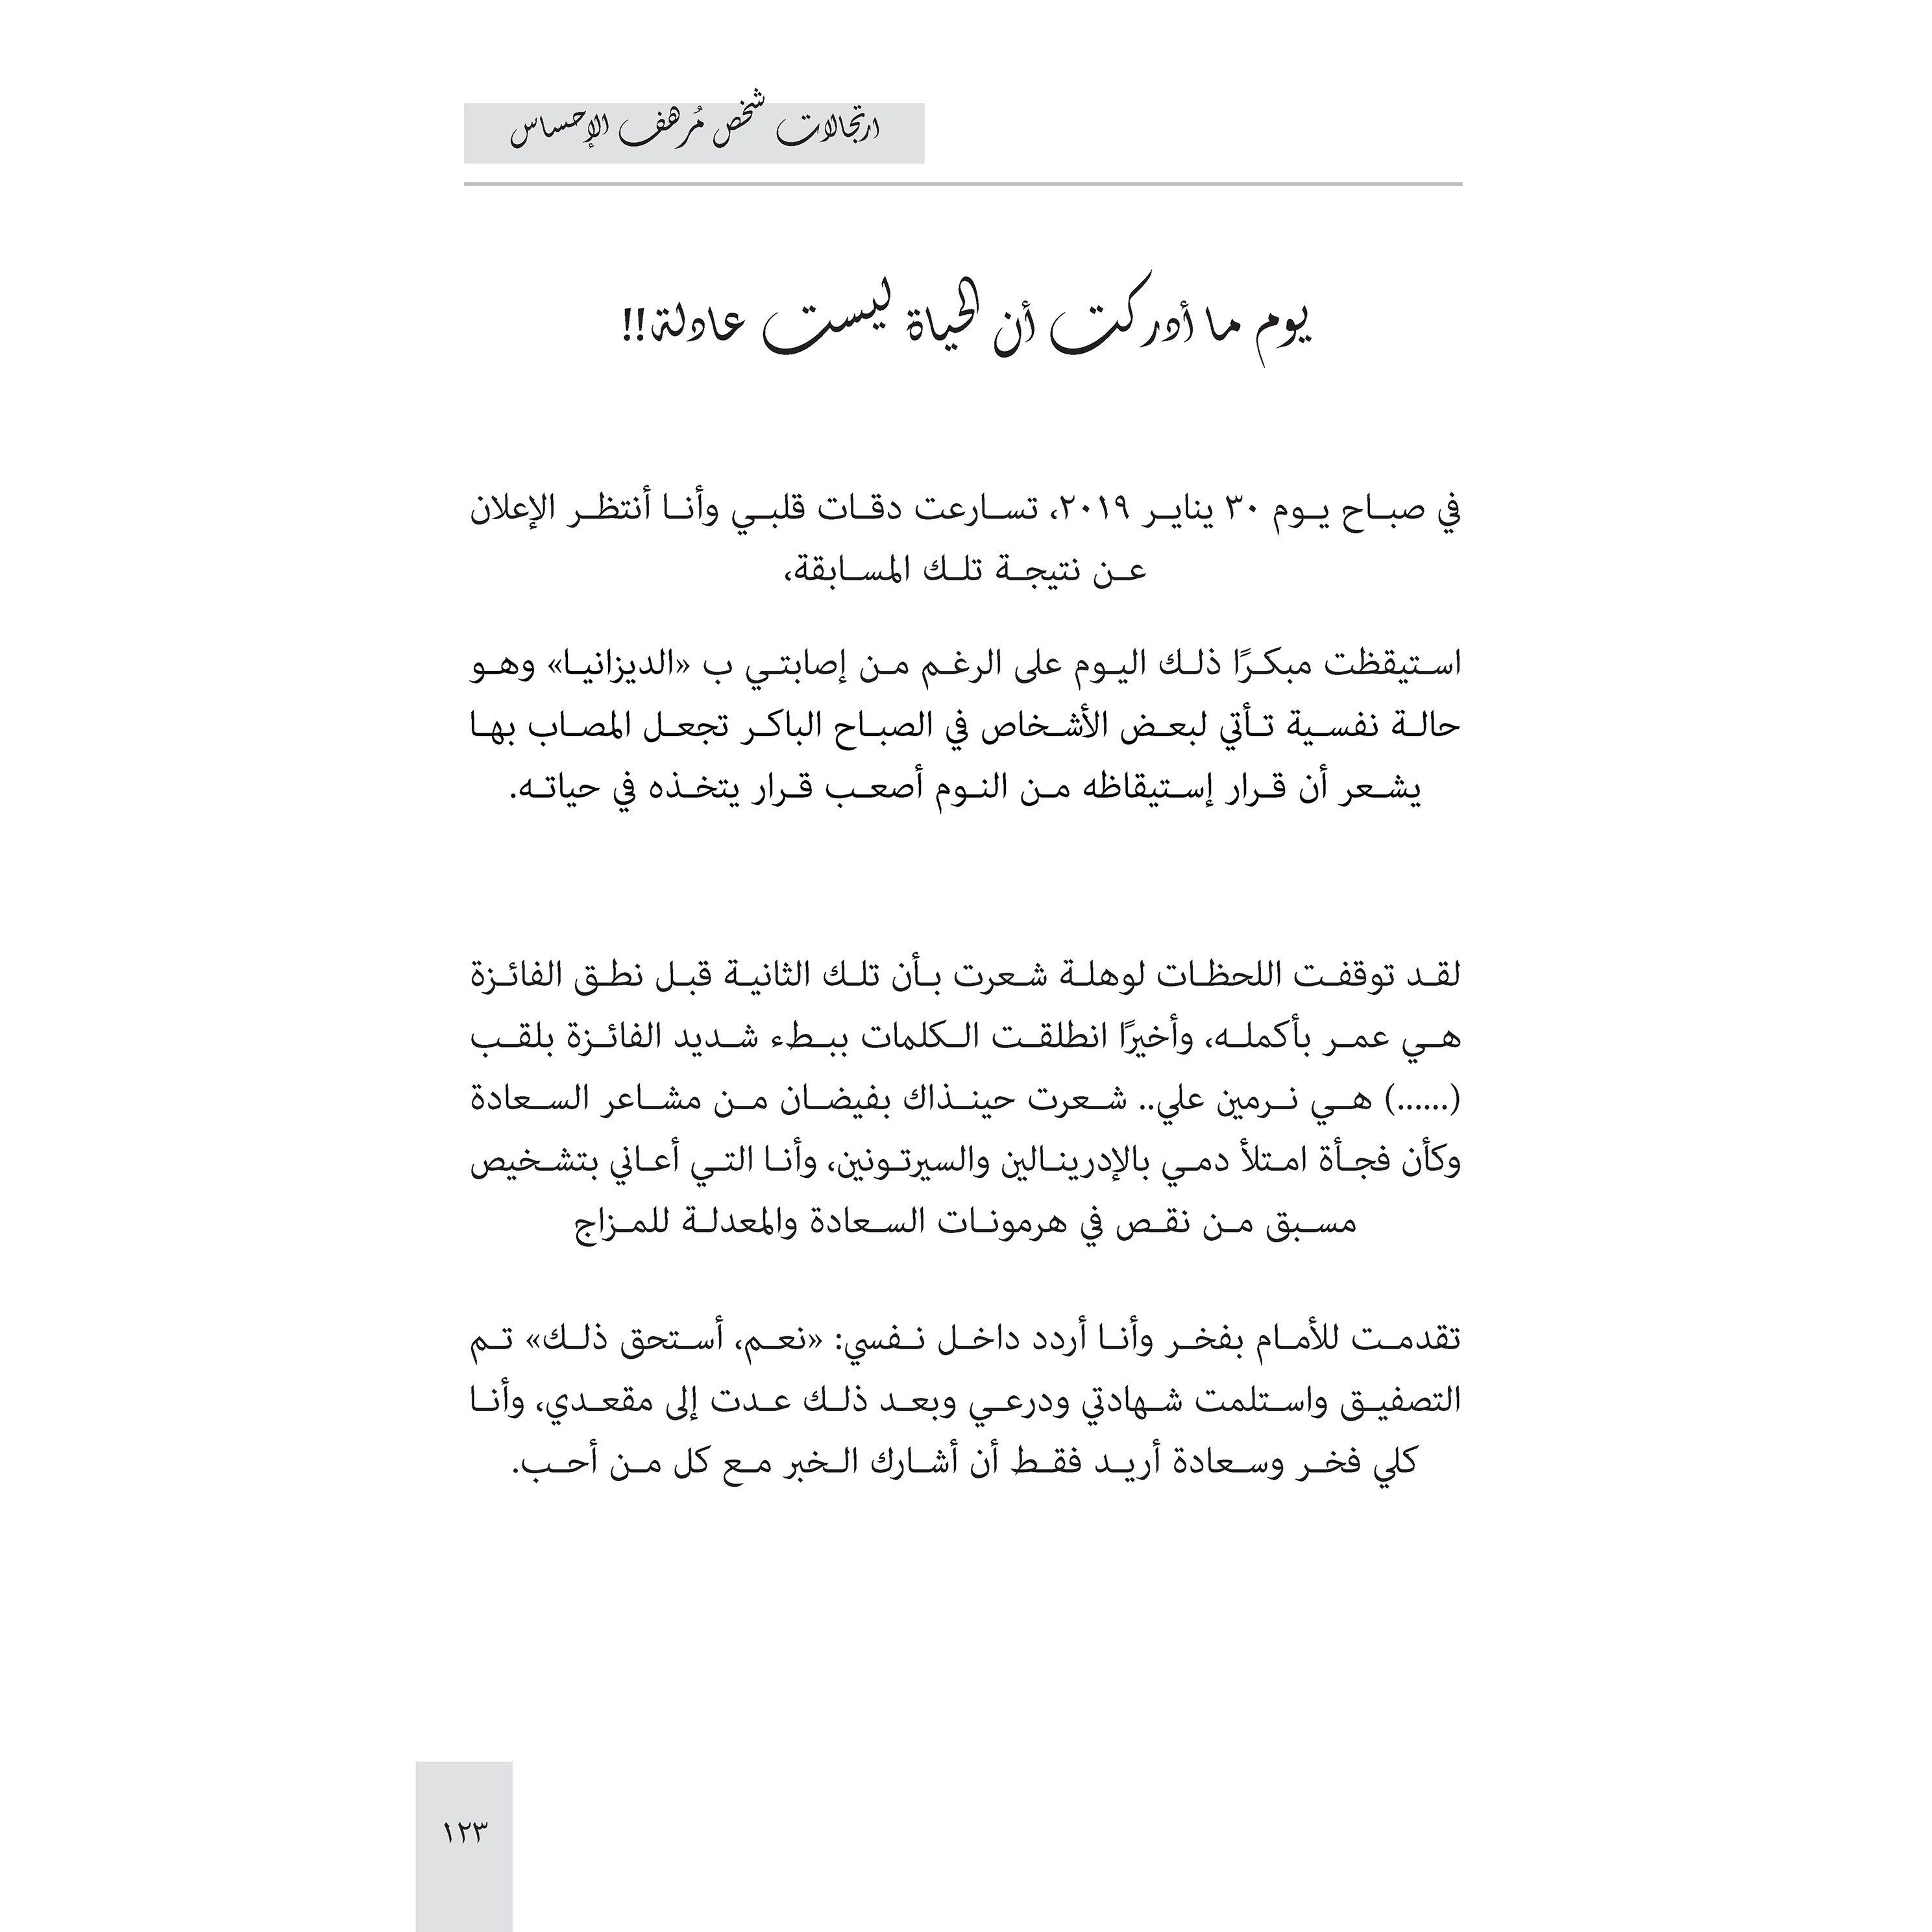 ارتجالات شخص مُرهف الإحساس
يوم ما أدركت أن الحياة ليست عادلة!!
في صباح يوم ٣٠ يناير ٢٠١٩، تسارعت دقات قلبي وأنا أنتظر الإعلان
عن نتيجة تلك المسابقة،
استيقظت مبكرًا ذلك اليوم على الرغم من إصابتي ب «الديزانيا» وهو
حالة نفسية تأتي لبعض الأشخاص في الصباح الباكر تجعل المصاب بها
يشعر أن قرار إستيقاظه من النوم أصعب قرار يتخذه في حياته.
لقد توقفت اللحظات لوهلة شعرت بأن تلك الثانية قبل نطق الفائزة
هي عمر بأكمله، وأخيرًا انطلقت الكلمات ببطء شديد الفائزة بلقب
(......) هي نرمين علي.. شعرت حينذاك بفيضان من مشاعر السعادة
وكأن فجأة امتلأ دمي بالإدرينالين والسيرتونين، وأنا التي أعاني بتشخيص
مسبق من نقص في هرمونات السعادة والمعدلة للمزاج
تقدمت للأمام بفخر وأنا أردد داخل نفسي: «نعم، أستحق ذلك» تم
التصفيق واستلمت شهادتي ودرعي وبعد ذلك عدت إلى مقعدي، وأنا
كلي فخر وسعادة أريد فقط أن أشارك الخبر مع كل من أحب.
١٢٣